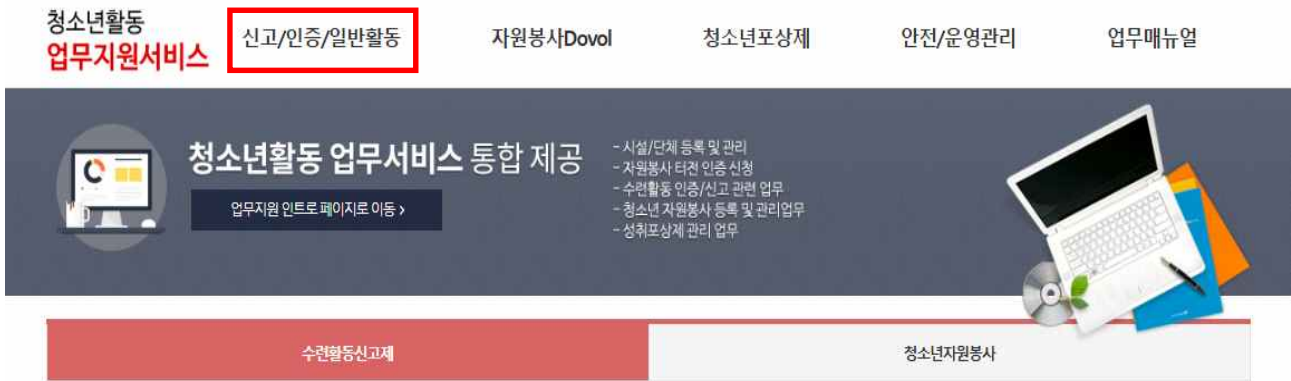 청소년활동
업무지원서비스
신고/인증/일반활동
자원봉사Dovol
청소년포상제
안전/운영관리
업무매뉴얼
청소년활동 업무서비스 통합 제공
업무지원 인트로 페이지로 이동 >
- 시설/단체 등록 및 관리
- 자원봉사 터전 인증 신청
- 수련활동 인증/신고 관련 업무
- 청소년 자원봉사 등록 및 관리업무
- 성취포상제 관리 업무
수련활동신고제
청소년자원봉사